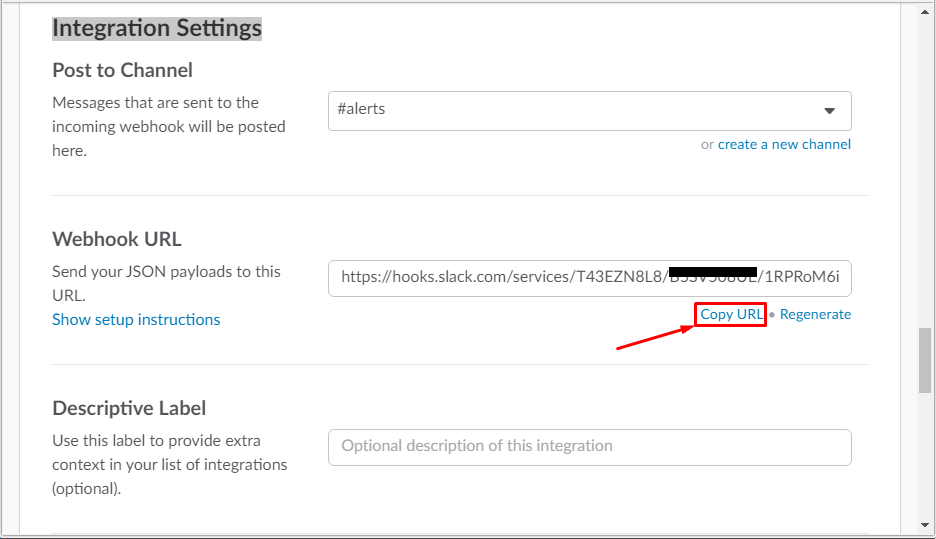 Integration Settings
Post to Channel
Messages that are sent to the
incoming webhook will be posted
here.
#alerts
or create a new channel
Webhook URL
Send your JSON payloads to this
URL.
Show setup instructions
https://hooks.slack.com/services/T43EZN8L8/ /1RPRoM6i
Copy URL • Regenerate
Descriptive Label
Use this label to provide extra
context in your list of integrations
(optional).
Optional description of this integration